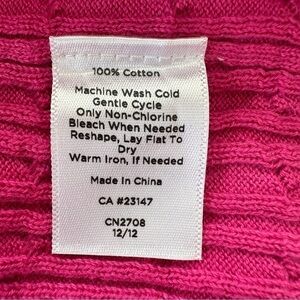 100% Cotton
Machine Wash Cold
Gentle Cycle
Only Non-Chlorine
Bleach When Needed
Reshape, Lay Flat To
Dry
Warm Iron, If Needed
Made In China
CA #23147
CN2708
12/12